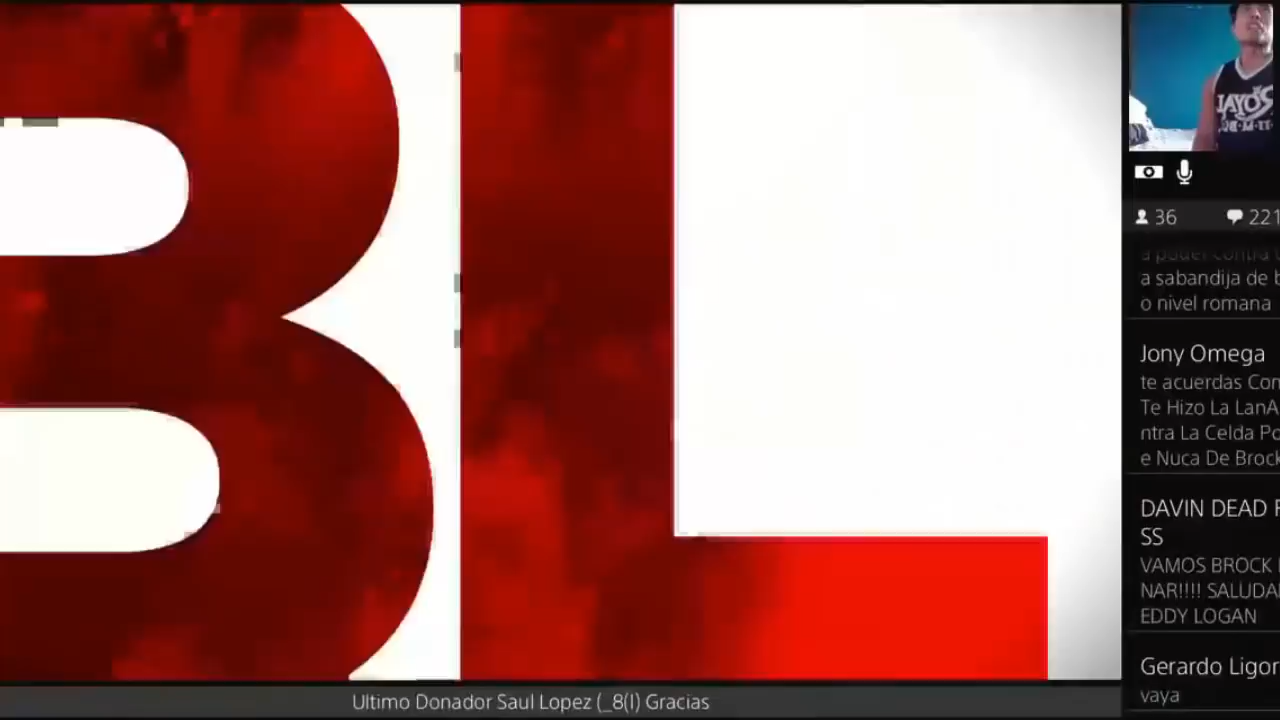 BL
JAYO'S
36
221
a sabandija de b
o nivel romana
Jony Omega
te acuerdas Con
Te Hizo La LanA
ntra La Celda Po
e Nuca De Brock
DAVIN DEAD
SS
VAMOS BROCK
NAR!!!! SALUDA
EDDY LOGAN
Gerardo Ligor
vaya
Ultimo Donador Saul Lopez (_8(l) Gracias